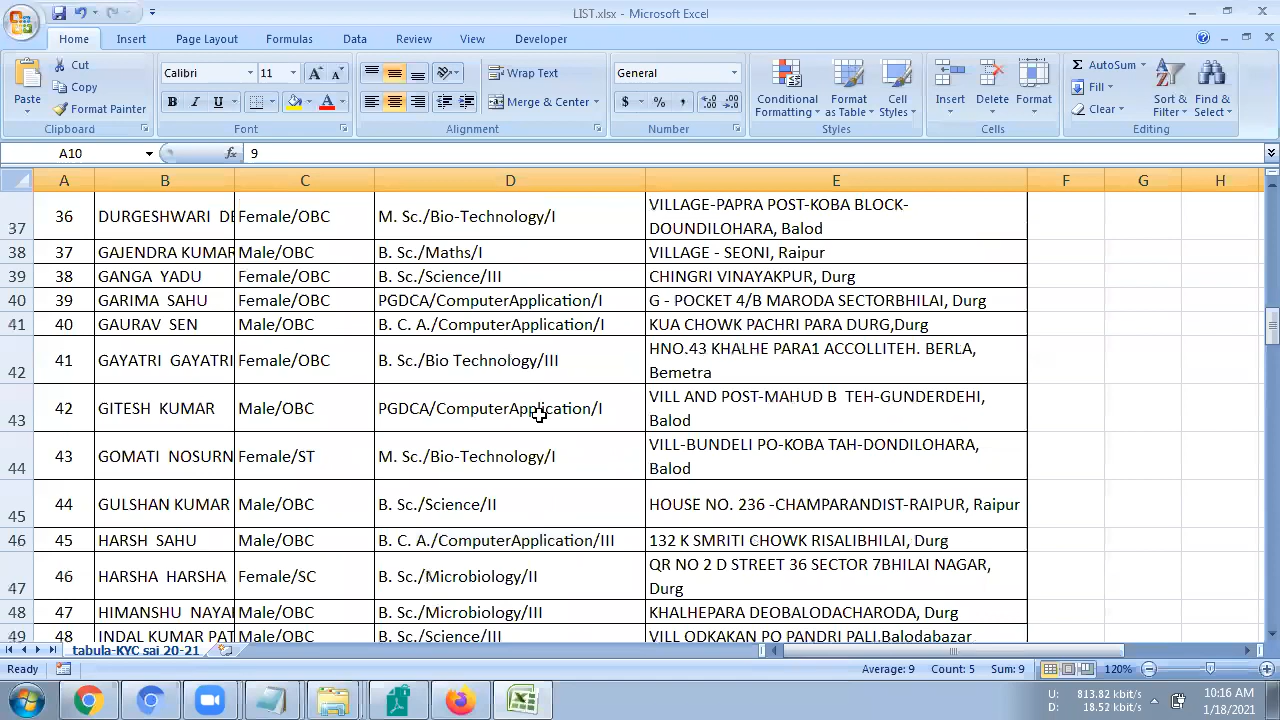 LIST.xlsx - Microsoft Excel
Home Insert Page Layout Formulas Data Review View Developer
Paste
Cut
Copy
Format Painter
Clipboard
Calibri 11
B I U
Font
Wrap Text
Merge & Center
Alignment
General
$ % ,
Number
Conditional Formatting
Format as Table
Cell Styles
Styles
Insert
Delete
Format
Cells
AutoSum
Fill
Clear
Sort & Filter
Find & Select
Editing
A10 fx 9
A B C D E F G H
37 36 DURGESHWARI DE Female/OBC M. Sc./Bio-Technology/I VILLAGE-PAPRA POST-KOBA BLOCK-
DOUNDILOHARA, Balod
38 37 GAJENDRA KUMAR Male/OBC B. Sc./Maths/I VILLAGE - SEONI, Raipur
39 38 GANGA YADU Female/OBC B. Sc./Science/III CHINGRI VINAYAKPUR, Durg
40 39 GARIMA SAHU Female/OBC PGDCA/ComputerApplication/I G - POCKET 4/B MARODA SECTORBHILAI, Durg
41 40 GAURAV SEN Male/OBC B. C. A./ComputerApplication/I KUA CHOWK PACHRI PARA DURG,Durg
42 41 GAYATRI GAYATRI Female/OBC B. Sc./Bio Technology/III HNO.43 KHALHE PARA1 ACCOLLITEH. BERLA,
Bemetra
43 42 GITESH KUMAR Male/OBC PGDCA/ComputerApplication/I VILL AND POST-MAHUD B TEH-GUNDERDEHI,
Balod
44 43 GOMATI NOSURN Female/ST M. Sc./Bio-Technology/I VILL-BUNDELI PO-KOBA TAH-DONDILOHARA,
Balod
45 44 GULSHAN KUMAR Male/OBC B. Sc./Science/II HOUSE NO. 236 -CHAMPARANDIST-RAIPUR, Raipur
46 45 HARSH SAHU Male/OBC B. C. A./ComputerApplication/III 132 K SMRITI CHOWK RISALIBHILAI, Durg
47 46 HARSHA HARSHA Female/SC B. Sc./Microbiology/II QR NO 2 D STREET 36 SECTOR 7BHILAI NAGAR,
Durg
48 47 HIMANSHU NAYA Male/OBC B. Sc./Microbiology/III KHALHEPARA DEOBALODACHARODA, Durg
49 48 INDAL KUMAR PAT Male/OBC B. Sc./Science/III VILL ODKAKAN PO PANDRI PALI.Balodabazar
tabula-KYC sai 20-21
Ready Average: 9 Count: 5 Sum: 9 120%
U: 813.82 kbit/s
D: 18.52 kbit/s
10:16 AM
1/18/2021